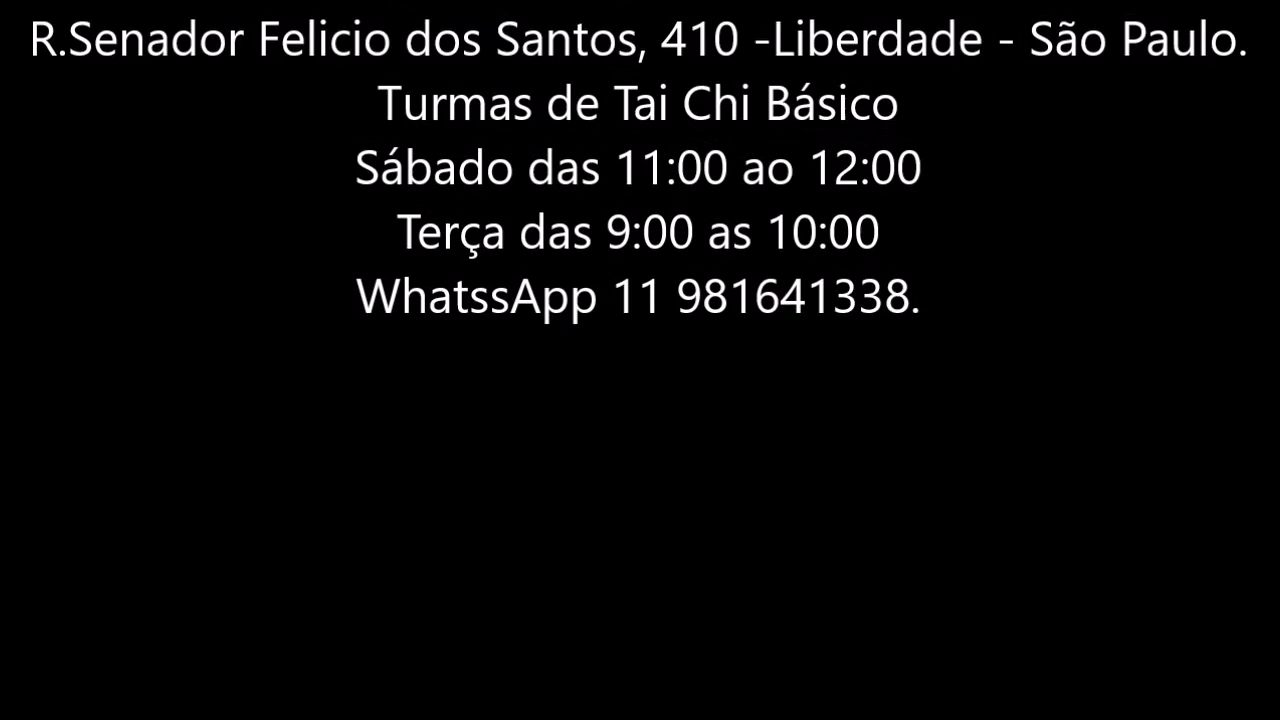 R.Senador Felicio dos Santos, 410 -Liberdade - São Paulo.
Turmas de Tai Chi Básico
Sábado das 11:00 ao 12:00
Terça das 9:00 as 10:00
WhatssApp 11 981641338.